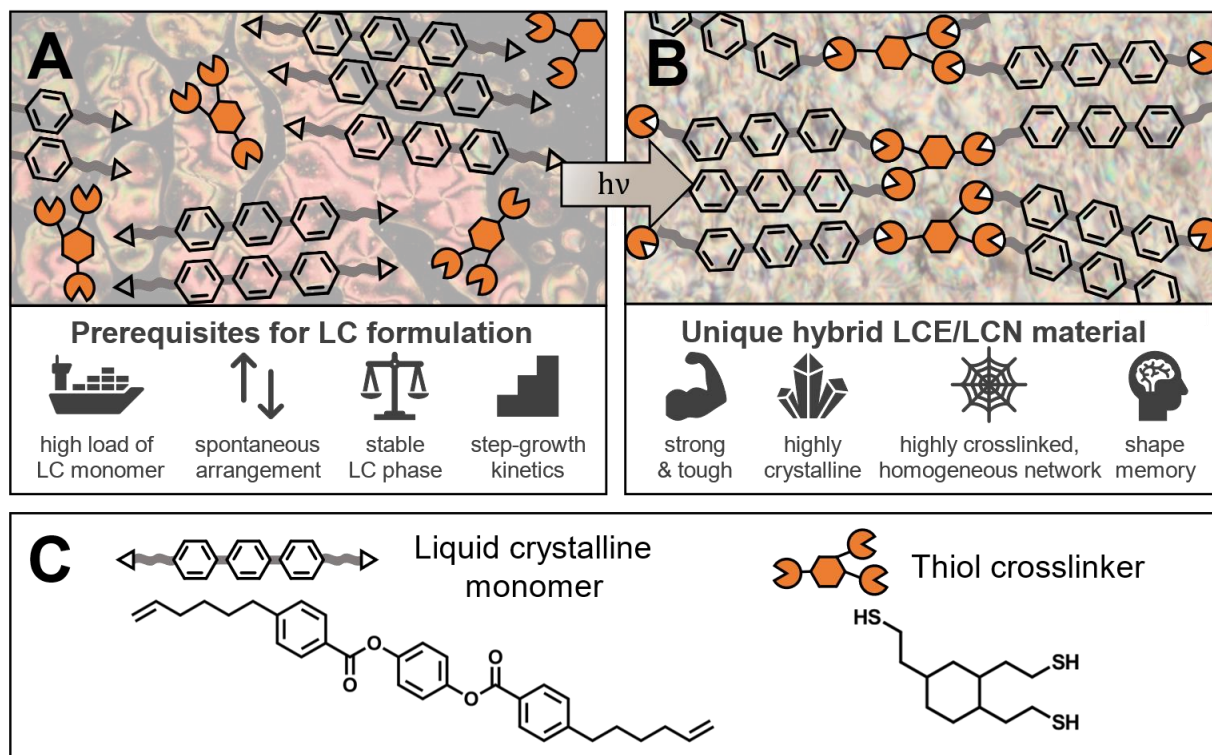 A
B
hν
Prerequisites for LC formulation
high load of
LC monomer
spontaneous
arrangement
stable
LC phase
step-growth
kinetics
Unique hybrid LCE/LCN material
strong
& tough
highly
crystalline
highly crosslinked,
homogeneous network
shape
memory
C
Liquid crystalline
monomer
Thiol crosslinker
O
O
O
O
HS
SH
SH